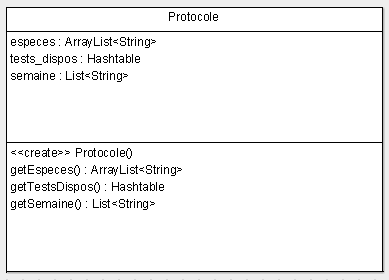 Protocole
especes : ArrayList<String>
tests_dispos : Hashtable
semaine : List<String>
<<create>> Protocole()
getEspeces() : ArrayList<String>
getTestsDispos() : Hashtable
getSemaine() : List<String>